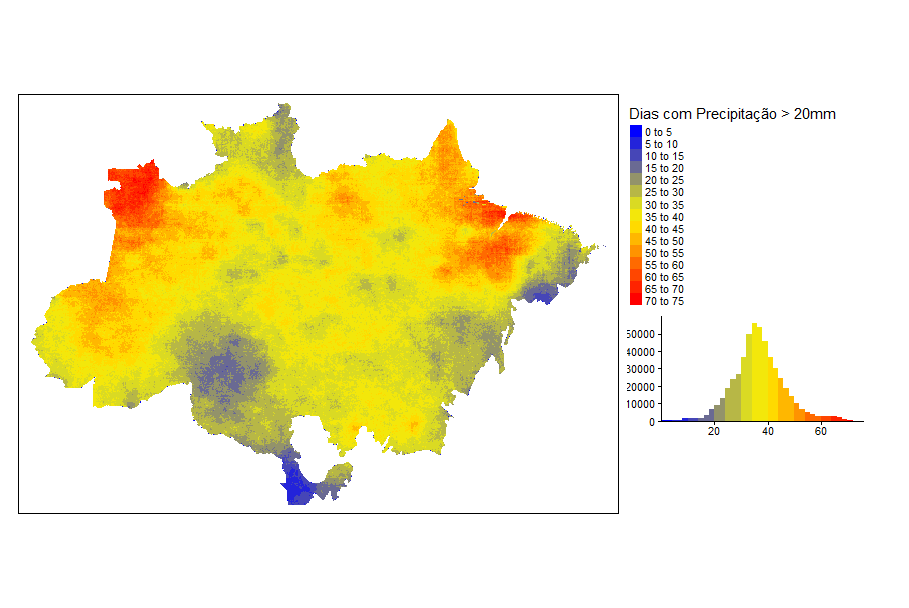 Dias com Precipitação > 20mm
0 to 5
5 to 10
10 to 15
15 to 20
20 to 25
25 to 30
30 to 35
35 to 40
40 to 45
45 to 50
50 to 55
55 to 60
60 to 65
65 to 70
70 to 75
50000
40000
30000
20000
10000
0
20 40 60